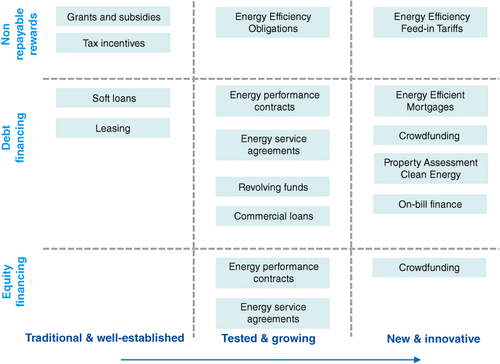 Non
repayable
rewards
Grants and subsidies
Tax incentives
Energy Efficiency
Obligations
Energy Efficiency
Feed-in Tariffs
Debt
financing
Soft loans
Leasing
Energy performance
contracts
Energy service
agreements
Revolving funds
Commercial loans
Energy Efficient
Mortgages
Crowdfunding
Property Assessment
Clean Energy
On-bill finance
Equity
financing
Energy performance
contracts
Energy service
agreements
Crowdfunding
Traditional & well-established
Tested & growing
New & innovative